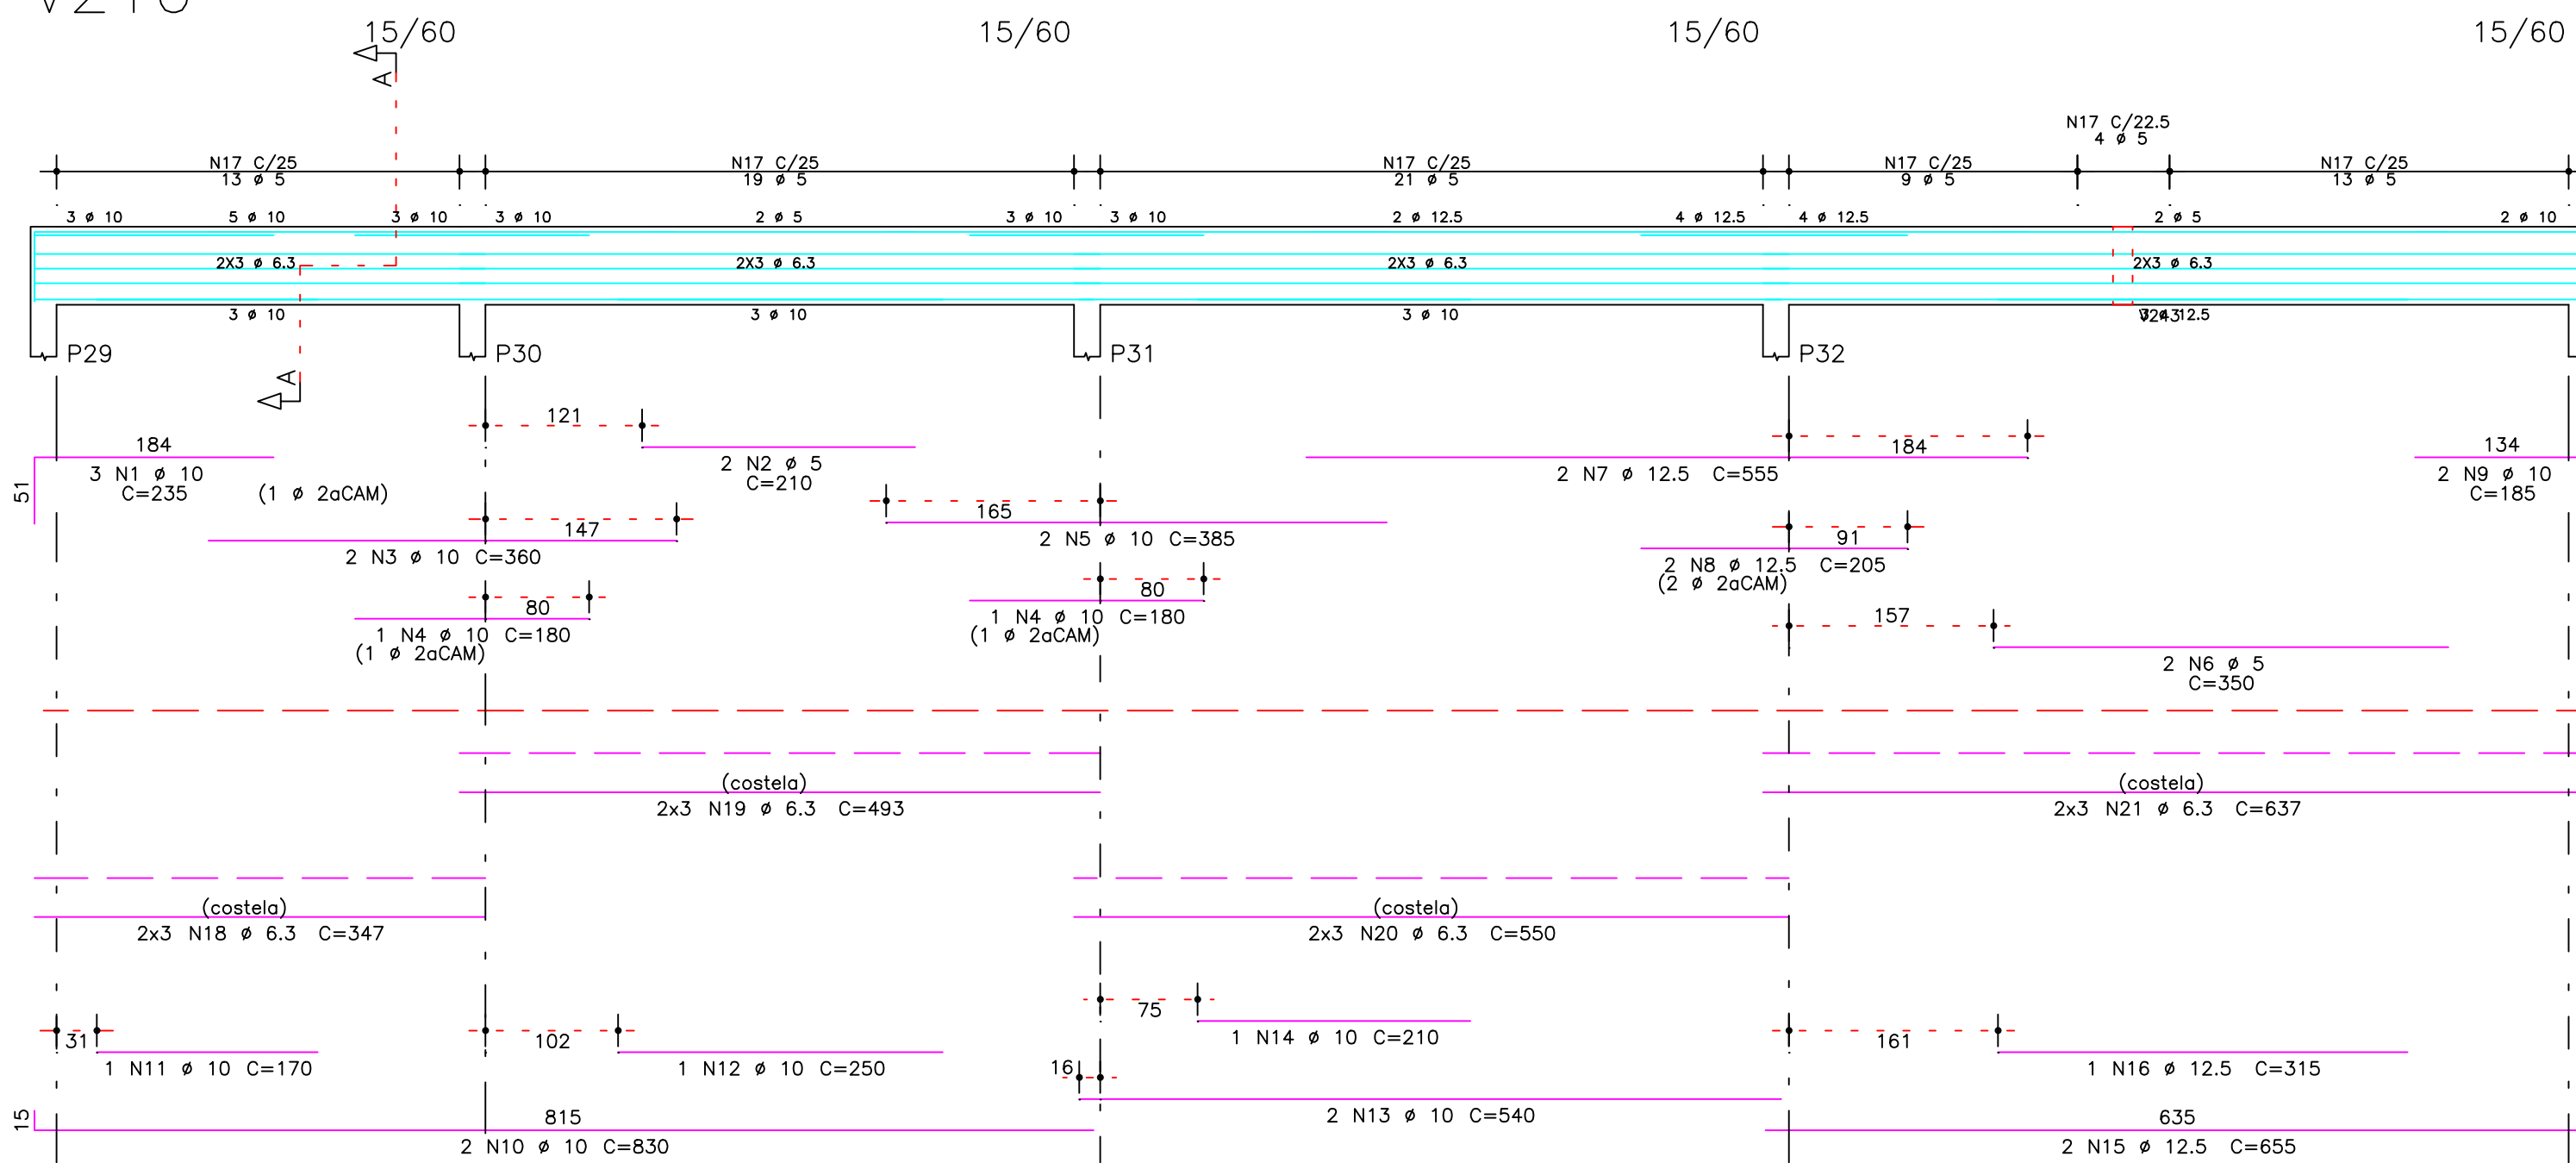 15/60 15/60 15/60 15/60
A
N17 C/22.5
4 ø 5
N17 C/25 N17 C/25 N17 C/25 N17 C/25 N17 C/25
13 ø 5 19 ø 5 21 ø 5 9 ø 5 13 ø 5
3 ø 10 5 ø 10 3 ø 10 3 ø 10 2 ø 5 3 ø 10 3 ø 10 2 ø 12.5 4 ø 12.5 4 ø 12.5 2 ø 5 2 ø 10
2X3 ø 6.3 2X3 ø 6.3 2X3 ø 6.3 2X3 ø 6.3
3 ø 10 3 ø 10 3 ø 10 3 ø 12.5
V243
P29 P30 P31 P32
A
121
184 184 134
3 N1 ø 10 2 N2 ø 5 2 N7 ø 12.5 C=555 2 N9 ø 10
C=235 (1 ø 2aCAM) C=210 C=185
51
165
147 2 N5 ø 10 C=385 91
2 N3 ø 10 C=360 2 N8 ø 12.5 C=205
(2 ø 2aCAM)
80 80 157
1 N4 ø 10 C=180 1 N4 ø 10 C=180
(1 ø 2aCAM) (1 ø 2aCAM)
2 N6 ø 5
C=350
(costela) (costela)
2x3 N19 ø 6.3 C=493 2x3 N21 ø 6.3 C=637
(costela) (costela)
2x3 N18 ø 6.3 C=347 2x3 N20 ø 6.3 C=550
75
31 102 1 N14 ø 10 C=210 161
1 N11 ø 10 C=170 1 N12 ø 10 C=250 16 1 N16 ø 12.5 C=315
15 815 2 N13 ø 10 C=540 635
2 N10 ø 10 C=830 2 N15 ø 12.5 C=655